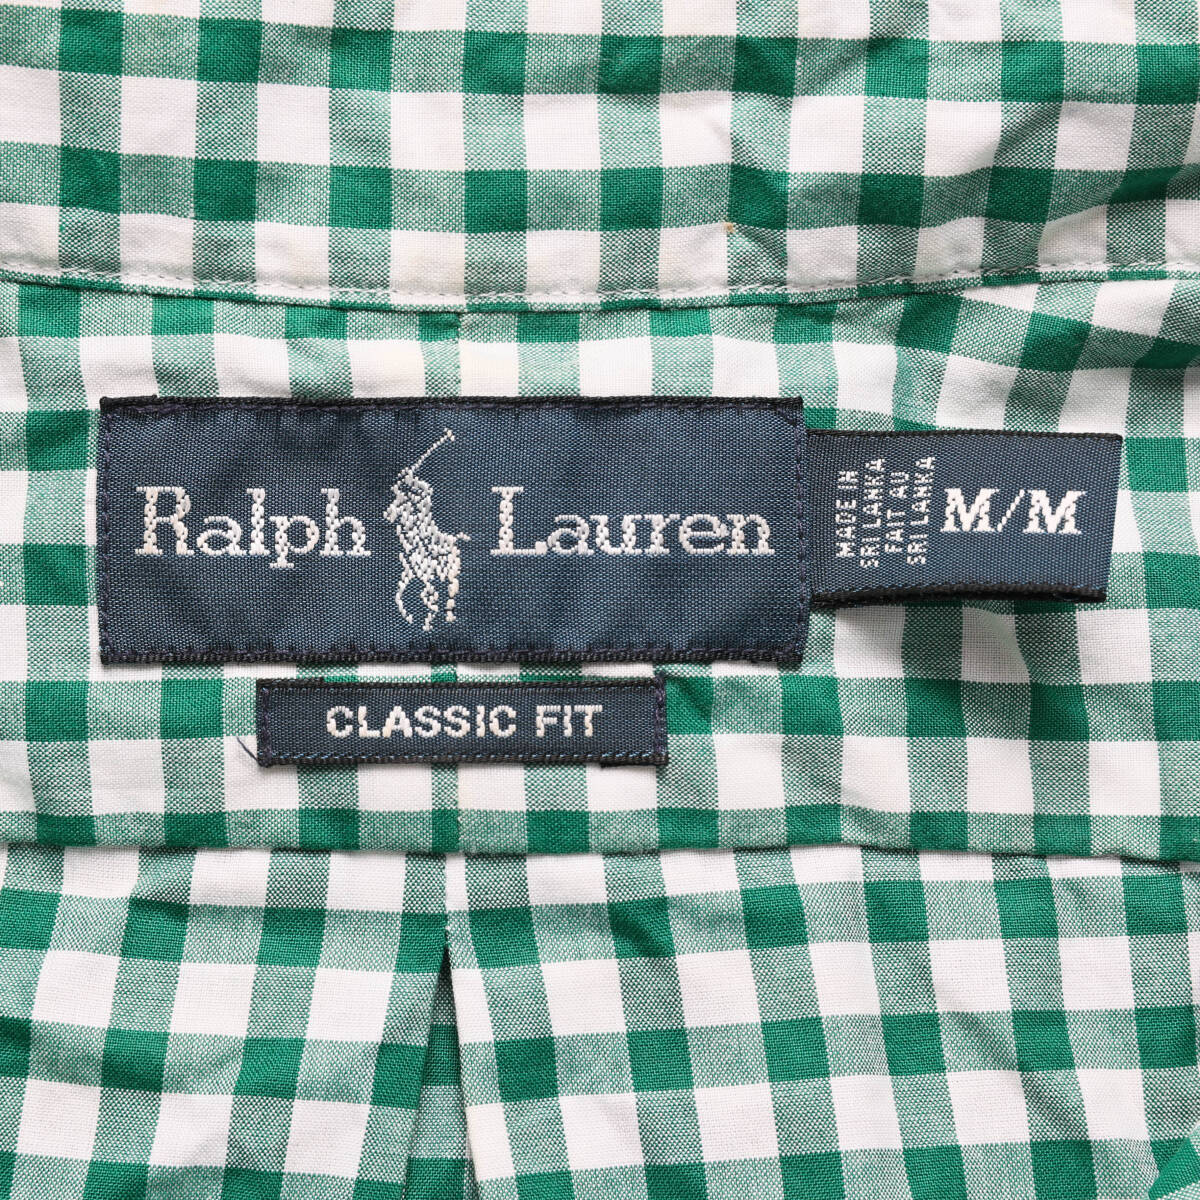 Ralph Lauren
CLASSIC FIT
MADE IN
SRI LANKA
FAIT AU
SRI LANKA
M/M